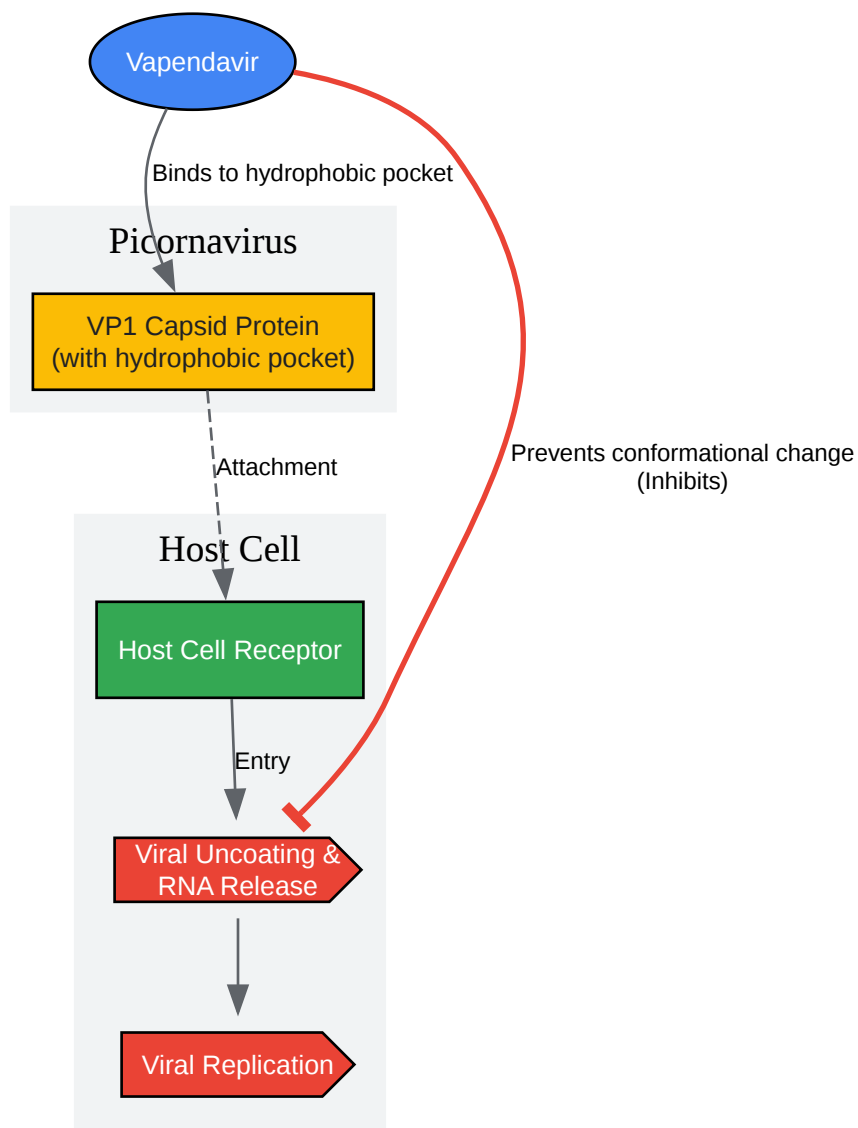 Vapendavir
Binds to hydrophobic pocket
Picornavirus
VP1 Capsid Protein
(with hydrophobic pocket)
Attachment
Prevents conformational change
(Inhibits)
Host Cell
Host Cell Receptor
Entry
Viral Uncoating &
RNA Release
Viral Replication